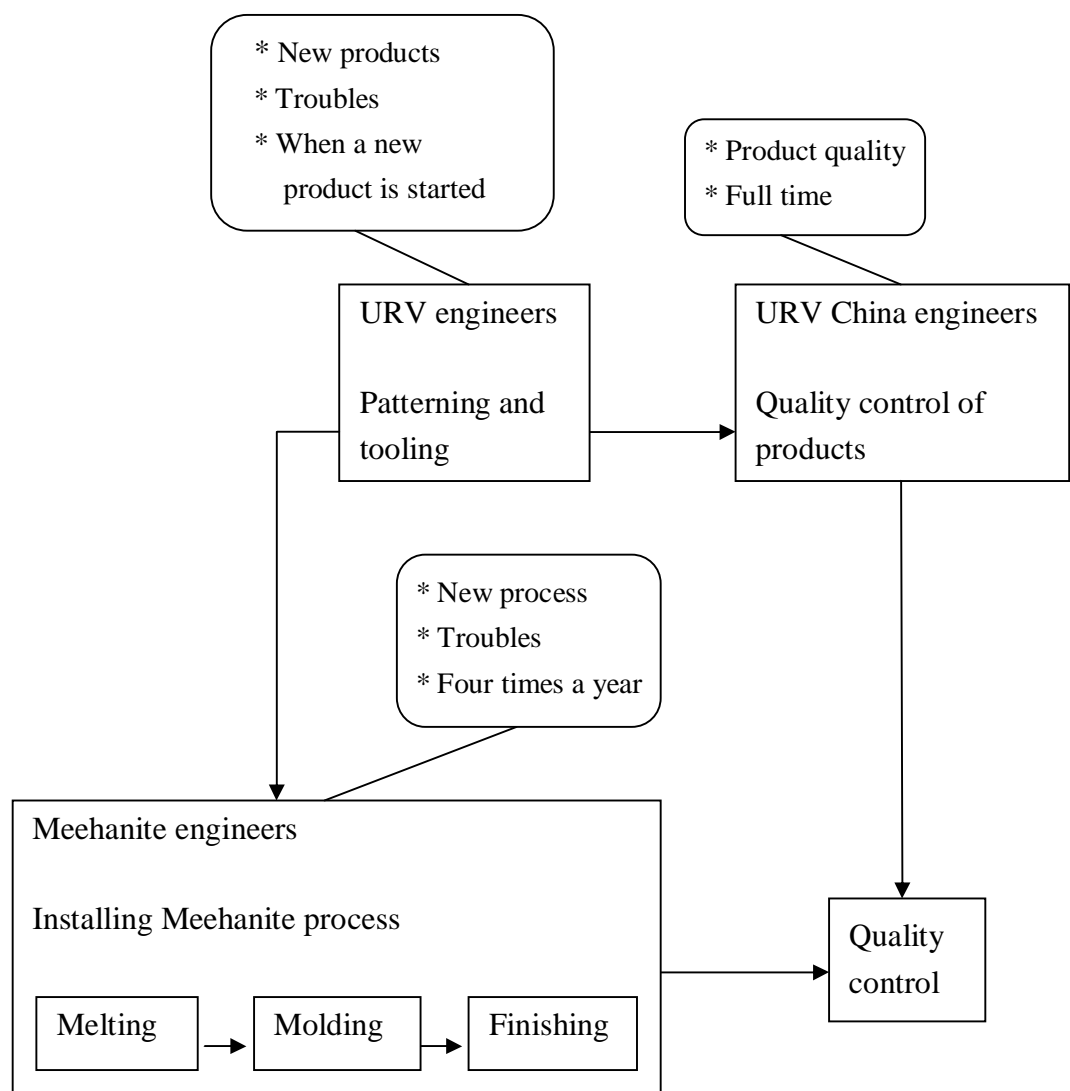 * New products
* Troubles
* When a new
product is started
* Product quality
* Full time
URV engineers
Patterning and
tooling
URV China engineers
Quality control of
products
* New process
* Troubles
* Four times a year
Meehanite engineers
Installing Meehanite process
Melting
Molding
Finishing
Quality
control